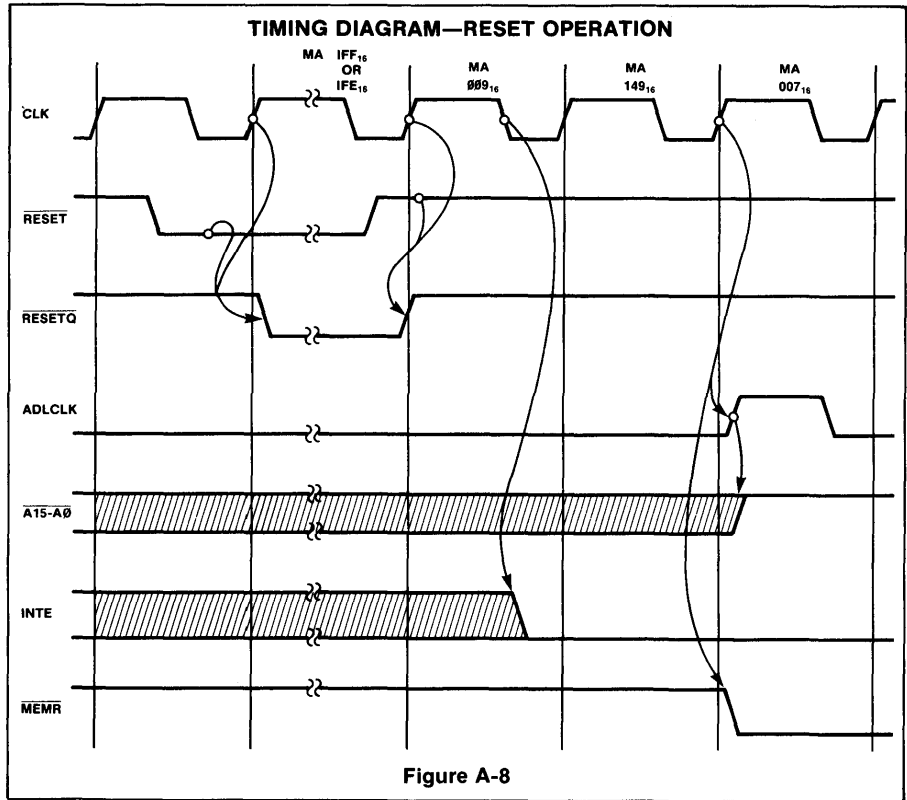 TIMING DIAGRAM—RESET OPERATION
MA IFF₁₆
OR
IFE₁₆
MA
ØØ9₁₆
MA
149₁₆
MA
007₁₆
CLK
RESET
RESETQ
ADLCLK
A15-AØ
INTE
MEMR
Figure A-8